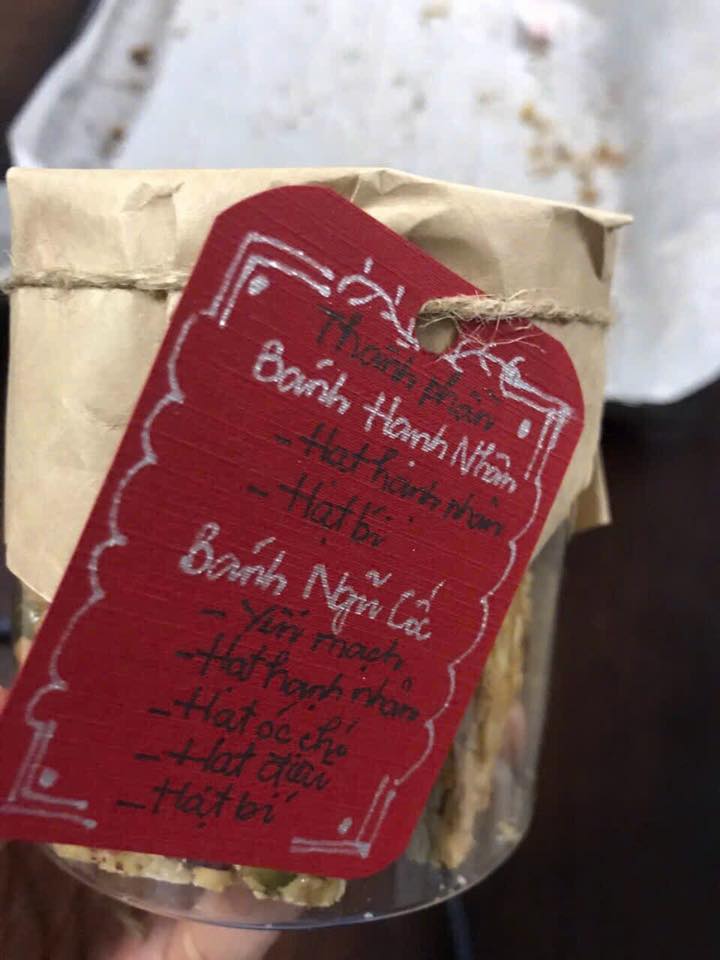 Thành phần
Bánh Hạnh Nhân
- Hạt hạnh nhân
- Hạt bí
Bánh Ngũ Cốc
- Yến mạch
- Hạt hạnh nhân
- Hạt óc chó
- Hạt điều
- Hạt bí